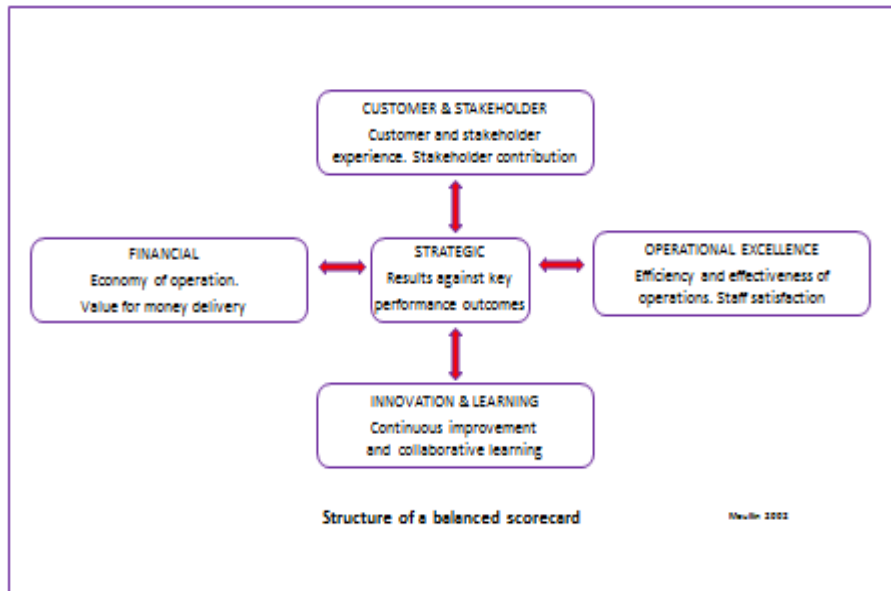 CUSTOMER & STAKEHOLDER
Customer and stakeholder
experience. Stakeholder contribution
FINANCIAL
Economy of operation.
Value for money delivery
STRATEGIC
Results against key
performance outcomes
OPERATIONAL EXCELLENCE
Efficiency and effectiveness of
operations. Staff satisfaction
INNOVATION & LEARNING
Continuous improvement
and collaborative learning
Structure of a balanced scorecard